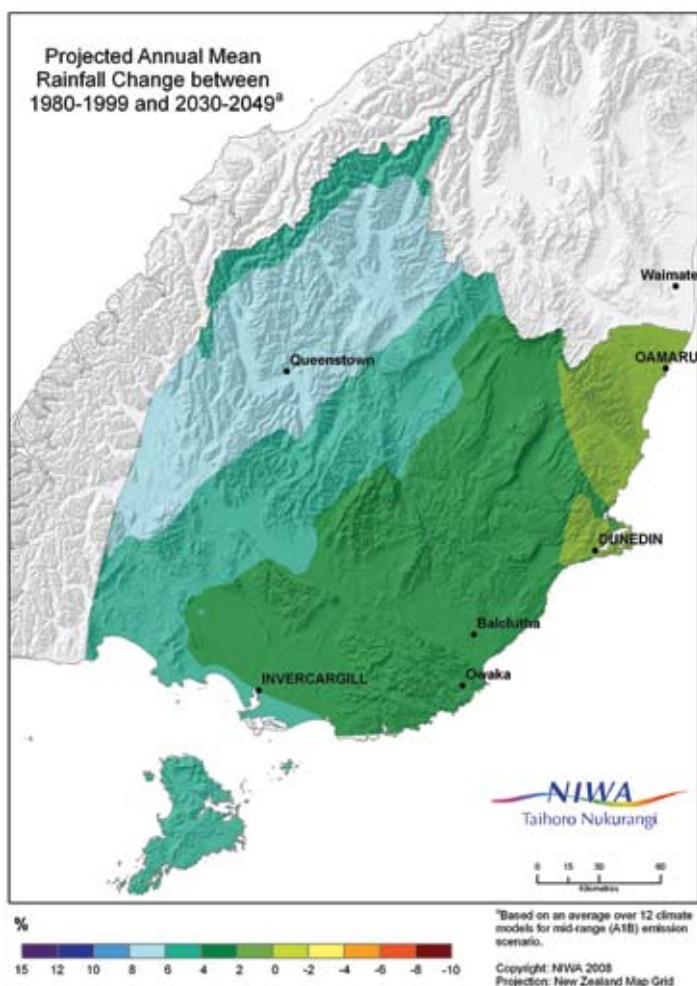 Projected Annual Mean
Rainfall Change between
1980-1999 and 2030-2049ª
Waimate
Queenstown
OAMARU
DUNEDIN
Balclutha
INVERCARGILL
Owaka
NIWA
Taihoro Nukurangi
0 15 30 60
Kilometres
%
15 12 10 8 6 4 2 0 -2 -4 -6 -8 -10
ªBased on an average over 12 climate
models for mid-range (A1B) emission
scenario.
Copyright: NIWA 2008
Projection: New Zealand Map Grid